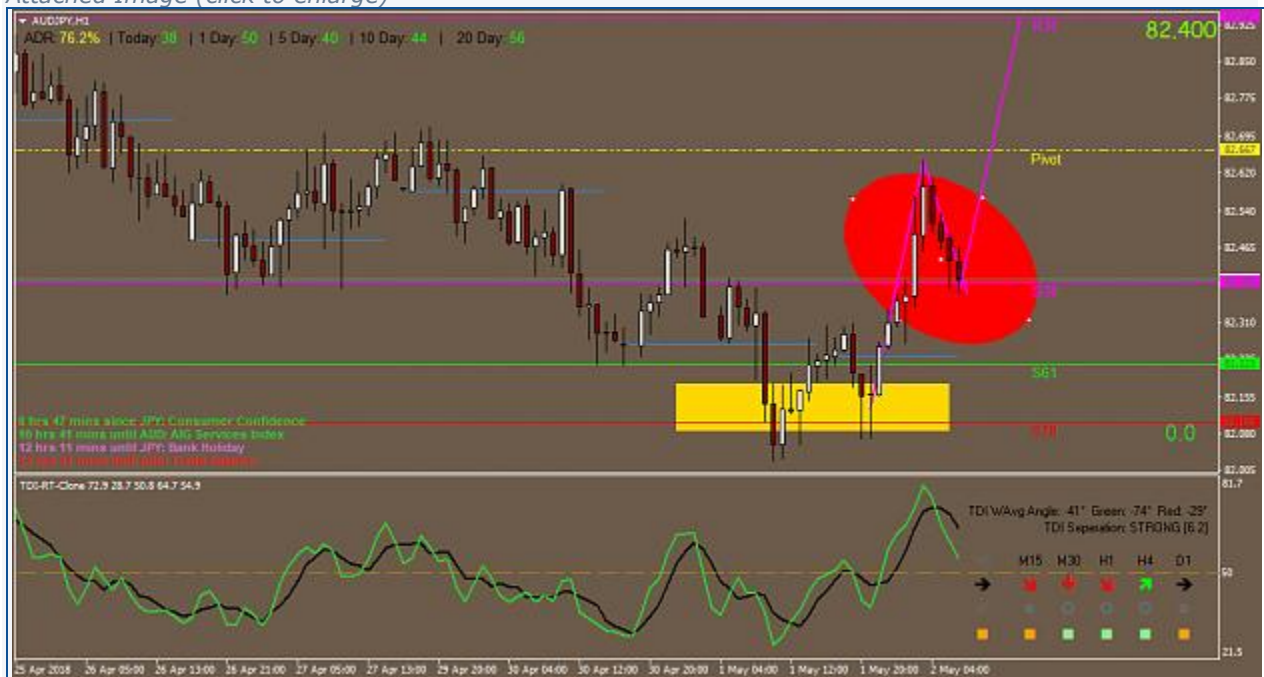 Attached Image (click to enlarge)
AUDJPY.H1
ADR: 76.2% | Today: 38 | 1 Day: 50 | 5 Day: 40 | 10 Day: 44 | 20 Day: 56
82.400
82.925
82.850
82.775
82.695
82.667
Pivot
82.620
82.540
82.465
82.310
S61
82.155
82.080
0.0
82.005
8 hrs 47 mins since JPY: Consumer Confidence
10 hrs 41 mins until AUD: AIG Services Index
12 hrs 11 mins until JPY: Bank Holiday
TDI-RT-Clone 72.9 28.7 50.8 64.7 54.9
81.7
TDI WAvg Angle: -41° Green: -74° Red: -29°
TDI Seperation: STRONG [6.2]
M15 M30 H1 H4 D1
50
21.5
25 Apr 2018 26 Apr 05:00 26 Apr 13:00 26 Apr 21:00 27 Apr 05:00 27 Apr 13:00 29 Apr 20:00 30 Apr 04:00 30 Apr 12:00 30 Apr 20:00 1 May 04:00 1 May 12:00 1 May 20:00 2 May 04:00